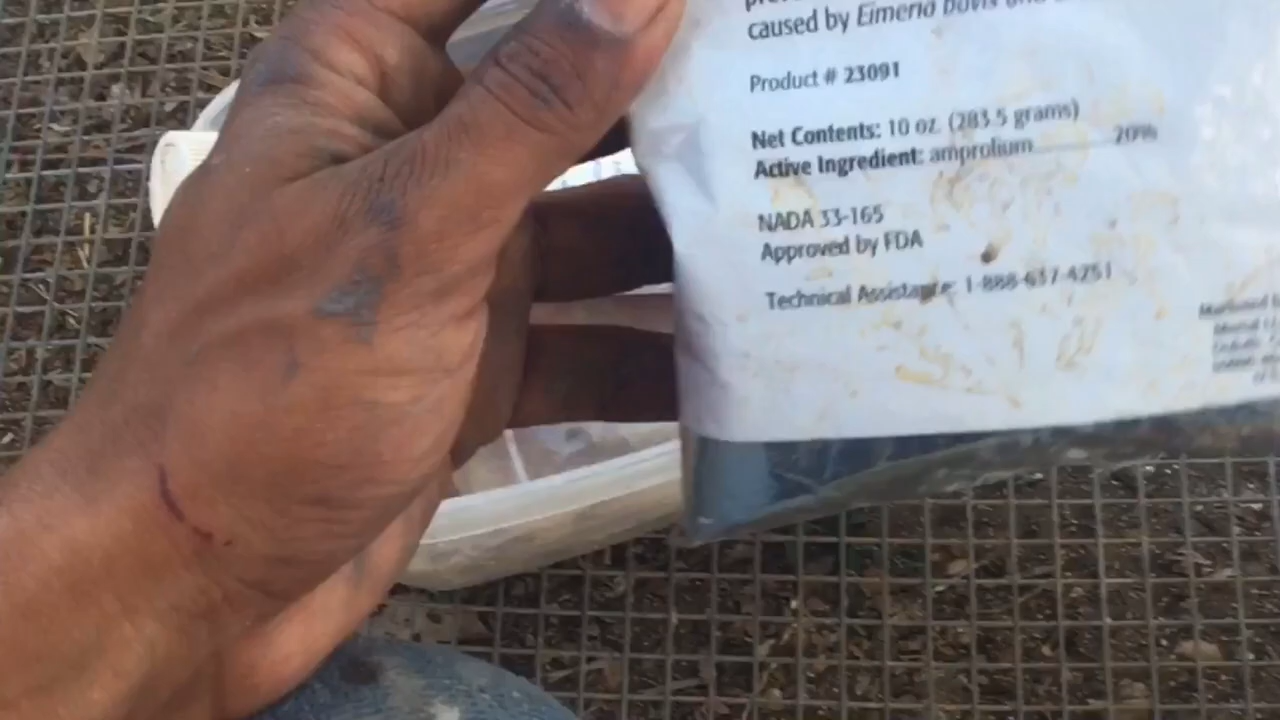 caused by Eimeria bovis and
Product # 23091
Net Contents: 10 oz. (283.5 grams)
Active Ingredient: amprolium 20%
NADA 33-165
Approved by FDA
Technical Assistance: 1-888-637-4251